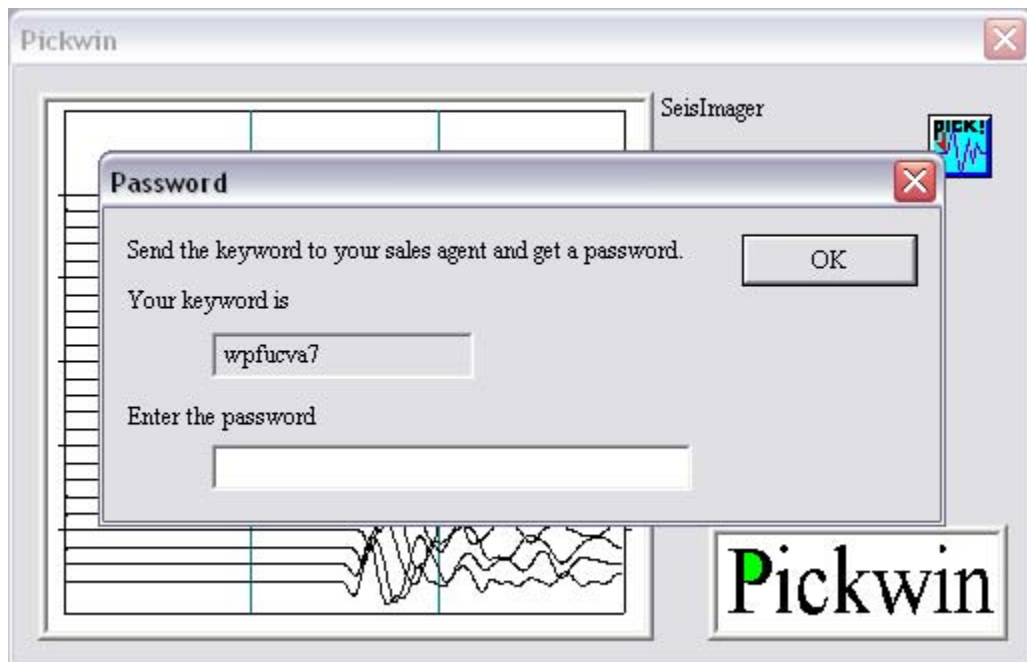 Pickwin
SeisImager
PICK!
Password
Send the keyword to your sales agent and get a password.
OK
Your keyword is
wpfucva7
Enter the password
Pickwin